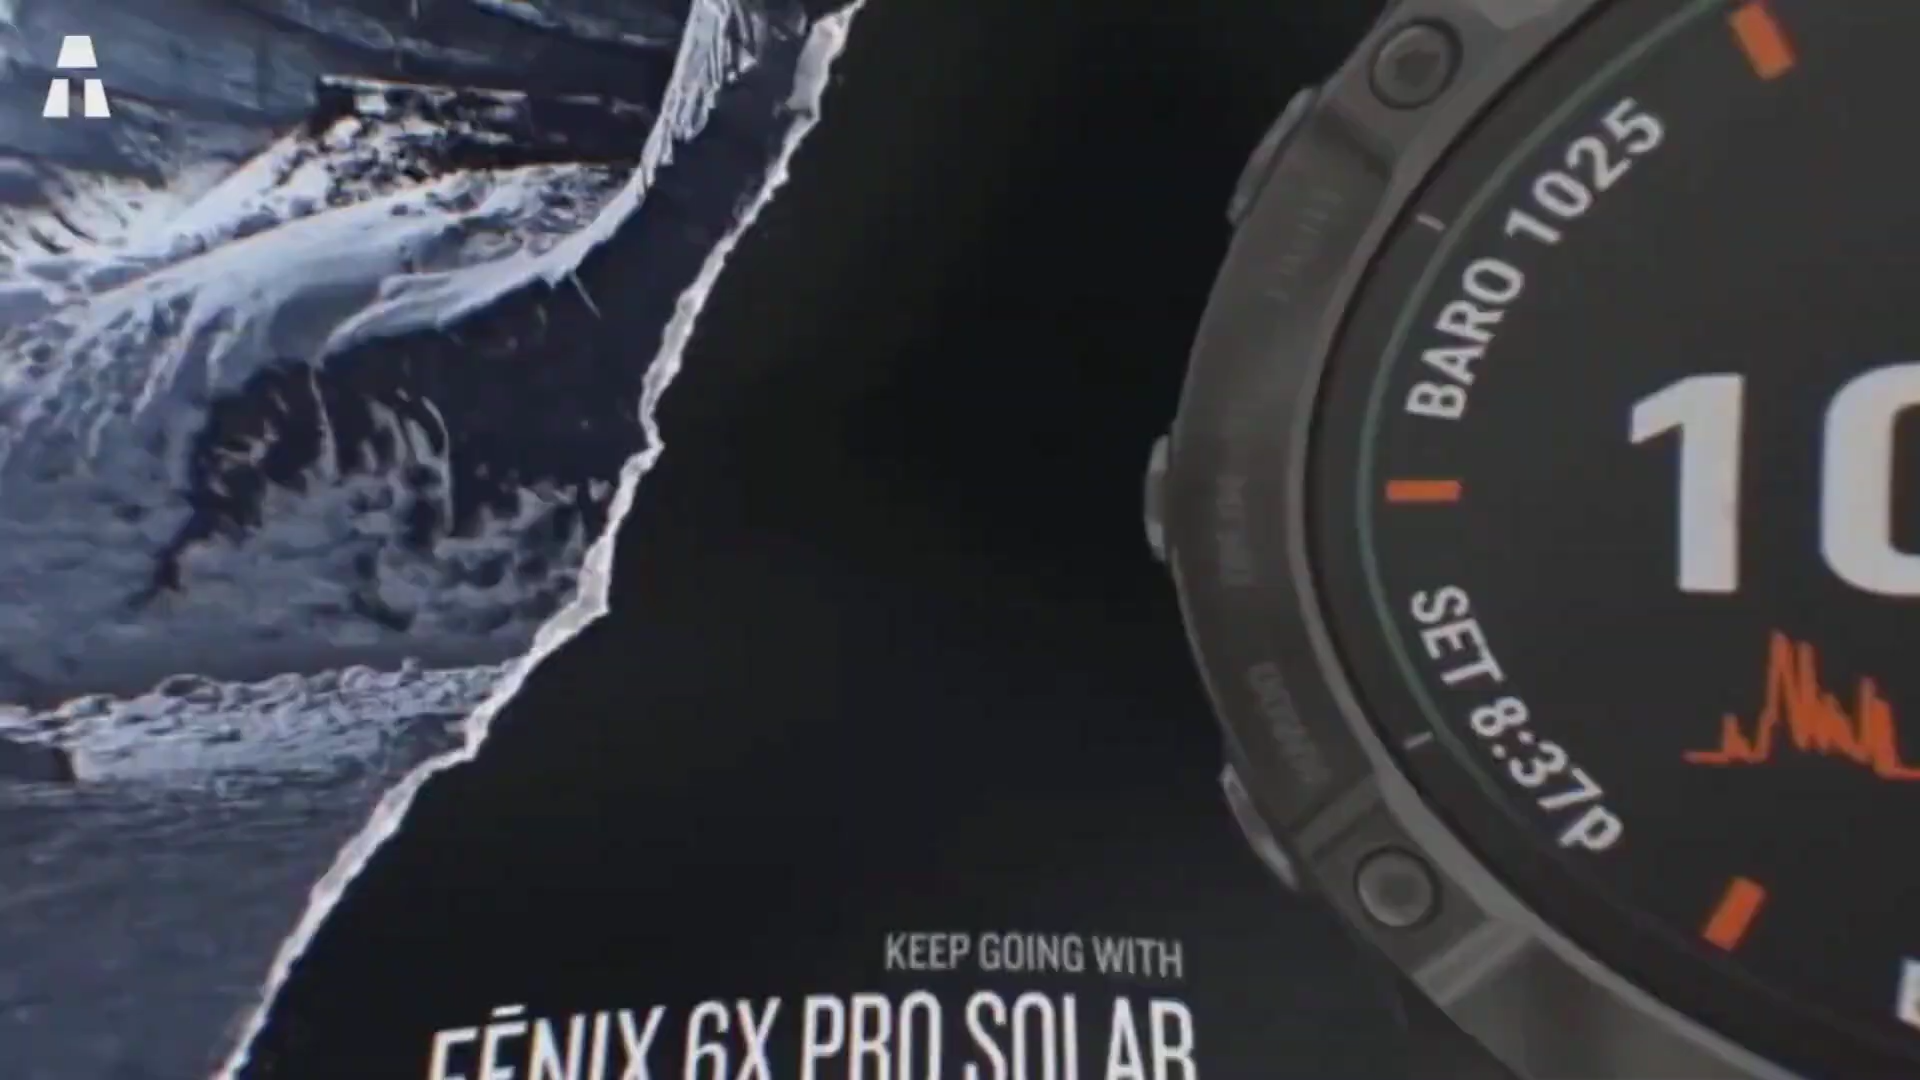 BARO 1025
10
SET 8:37p
KEEP GOING WITH
FĒNIX 6X PRO SOLAR